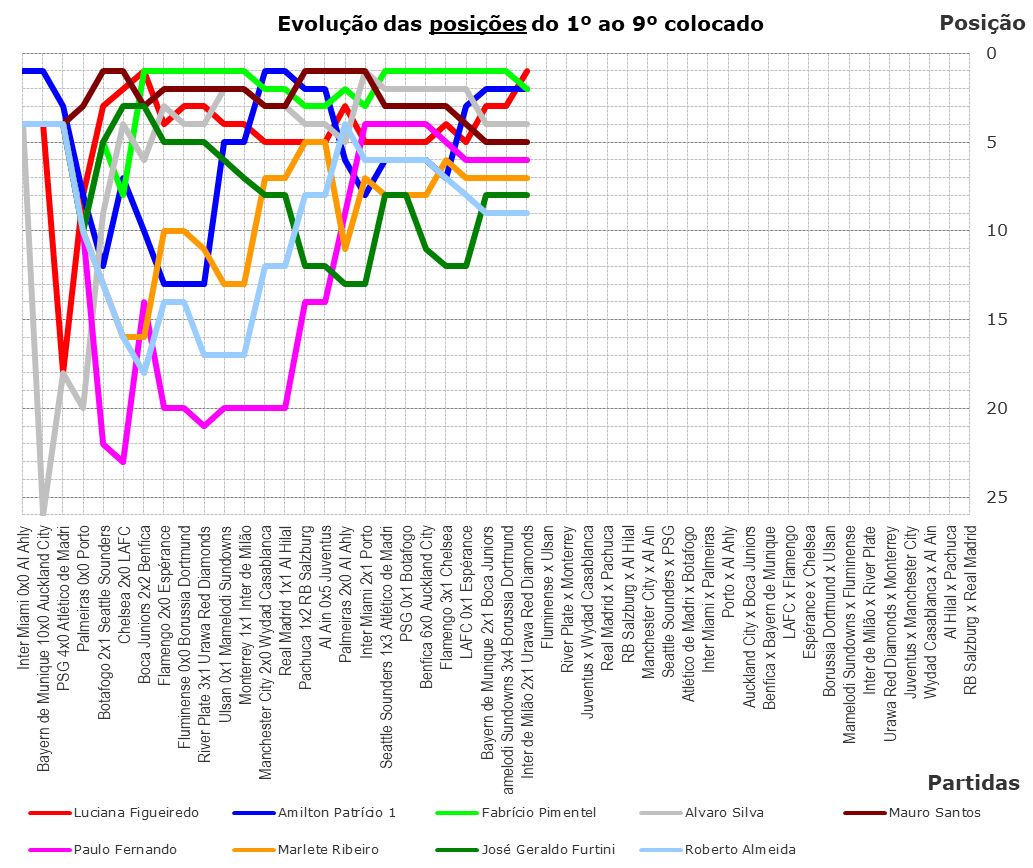 Evolução das posições do 1º ao 9º colocado
Posição
0
5
10
15
20
25
Inter Miami 0x0 Al Ahly
Bayern de Munique 10x0 Auckland City
PSG 4x0 Atlético de Madri
Palmeiras 0x0 Porto
Botafogo 2x1 Seattle Sounders
Chelsea 2x0 LAFC
Boca Juniors 2x2 Benfica
Flamengo 2x0 Espérance
Fluminense 0x0 Borussia Dortmund
River Plate 3x1 Urawa Red Diamonds
Ulsan 0x1 Mamelodi Sundowns
Monterrey 1x1 Inter de Milão
Manchester City 2x0 Wydad Casablanca
Real Madrid 1x1 Al Hilal
Pachuca 1x2 RB Salzburg
Al Ain 0x5 Juventus
Palmeiras 2x0 Al Ahly
Inter Miami 2x1 Porto
Seattle Sounders 1x3 Atlético de Madri
PSG 0x1 Botafogo
Benfica 6x0 Auckland City
Flamengo 3x1 Chelsea
LAFC 0x1 Espérance
Bayern de Munique 2x1 Boca Juniors
amelodi Sundowns 3x4 Borussia Dortmund
Inter de Milão 2x1 Urawa Red Diamonds
Fluminense x Ulsan
River Plate x Monterrey
Juventus x Wydad Casablanca
Real Madrid x Pachuca
RB Salzburg x Al Hilal
Manchester City x Al Ain
Seattle Sounders x PSG
Atlético de Madri x Botafogo
Inter Miami x Palmeiras
Porto x Al Ahly
Auckland City x Boca Juniors
Benfica x Bayern de Munique
LAFC x Flamengo
Espérance x Chelsea
Borussia Dortmund x Ulsan
Mamelodi Sundowns x Fluminense
Inter de Milão x River Plate
Urawa Red Diamonds x Monterrey
Juventus x Manchester City
Wydad Casablanca x Al Ain
Al Hilal x Pachuca
RB Salzburg x Real Madrid
Partidas
Luciana Figueiredo Amilton Patrício 1 Fabrício Pimentel Alvaro Silva Mauro Santos
Paulo Fernando Marlete Ribeiro José Geraldo Furtini Roberto Almeida